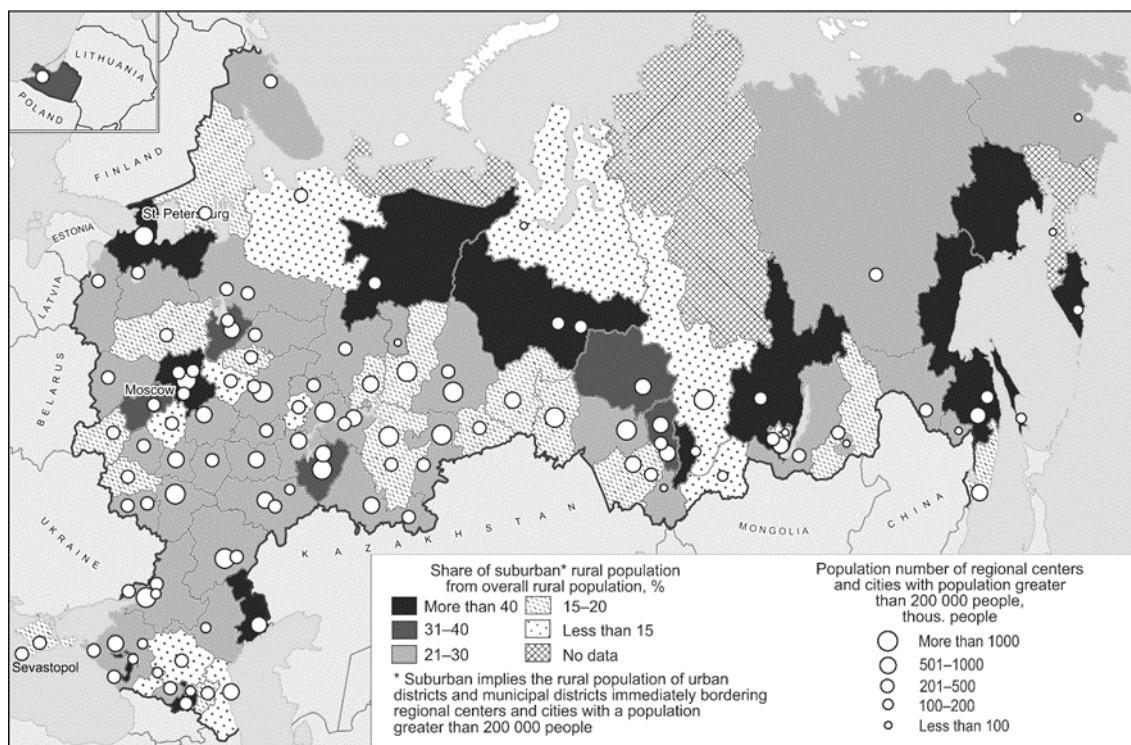 LITHUANIA
POLAND
FINLAND
St. Petersburg
ESTONIA
LATVIA
BELARUS
Moscow
UKRAINE
KAZAKHSTAN
MONGOLIA
CHINA
Sevastopol
Share of suburban* rural population
from overall rural population, %
More than 40
15–20
31–40
Less than 15
21–30
No data
* Suburban implies the rural population of urban
districts and municipal districts immediately bordering
regional centers and cities with a population
greater than 200 000 people
Population number of regional centers
and cities with population greater
than 200 000 people,
thous. people
More than 1000
501–1000
201–500
100–200
Less than 100